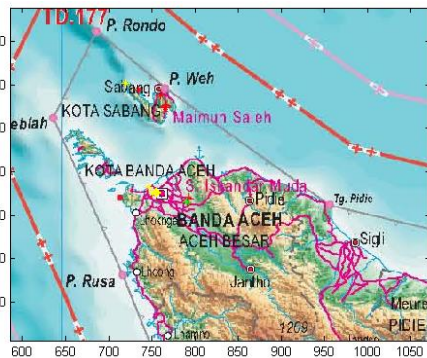 TD.177
P. Rondo
Sabang
P. Weh
KOTA SABANG
Maimun Saleh
KOTA BANDA ACEH
S. Iskandar Muda
Pidie
Tg. Pidie
BANDA ACEH
ACEH BESAR
Sigli
P. Rusa
Lhoong
Jantho
Meure
1209
PIDIE
600 650 700 750 800 850 900 950 1000 1050